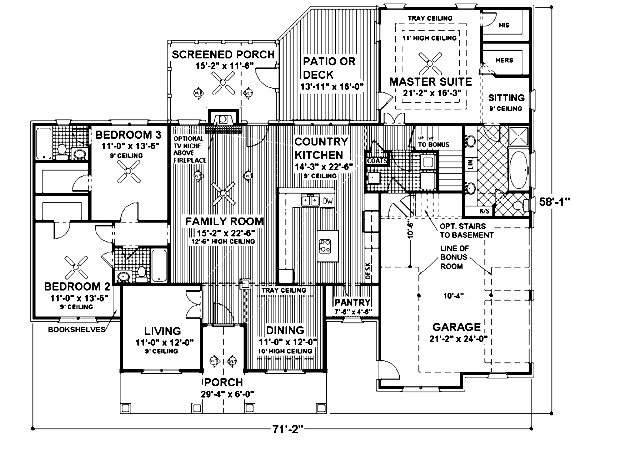 TRAY CEILING
11' HIGH CEILING
MASTER SUITE
21'-2" X 16'-3"
HIS
HERS
SITTING
9' CEILING
SCREENED PORCH
15'-2" X 11'-6"
PATIO OR
DECK
13'-11" X 16'-0"
BEDROOM 3
11'-0" X 13'-6"
9' CEILING
OPTIONAL
TV NICHE
ABOVE
FIREPLACE
COUNTRY
KITCHEN
14'-3" X 22'-6"
9' CEILING
COATS
UP
TO BONUS
LIN
DW
K/S
58'-1"
FAMILY ROOM
15'-2" X 22'-6"
12'-6" HIGH CEILING
10'-6"
OPT. STAIRS
TO BASEMENT
LINE OF
BONUS
ROOM
DESK
10'-4"
BEDROOM 2
11'-0" X 13'-6"
9' CEILING
BOOKSHELVES
TRAY CEILING
PANTRY
7'-6" X 4'-6"
LIVING
11'-0" X 12'-0"
9' CEILING
DINING
11'-0" X 12'-0"
10' HIGH CEILING
GARAGE
21'-2" X 24'-0"
PORCH
29'-4" X 6'-0"
71'-2"